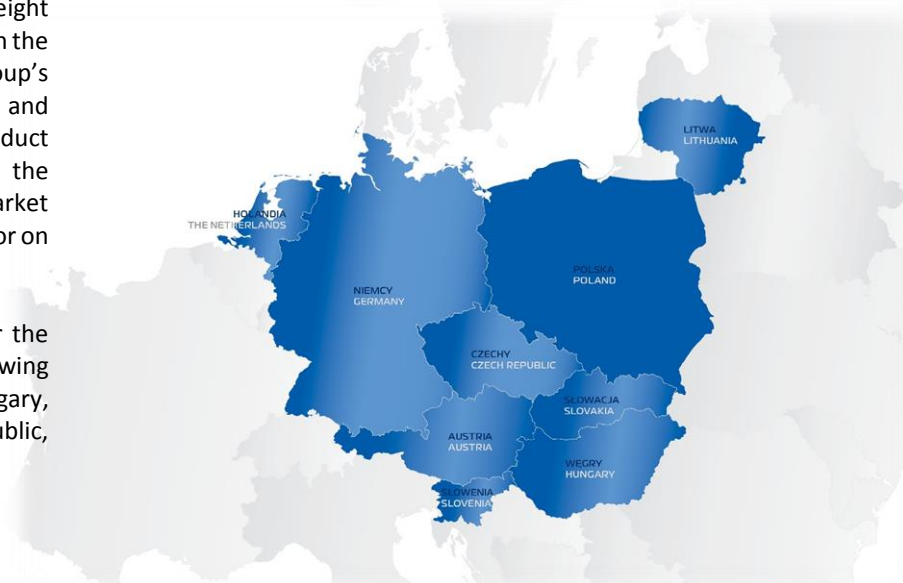 eight
n the
oup's
and
duct
the
arket
or on
r the
wing
gary,
ublic,
LITWA
LITHUANIA
HOLANDIA
THE NETHERLANDS
POLSKA
POLAND
NIEMCY
GERMANY
CZECHY
CZECH REPUBLIC
SŁOWACJA
SLOVAKIA
AUSTRIA
AUSTRIA
WĘGRY
HUNGARY
SŁOWENIA
SLOVENIA